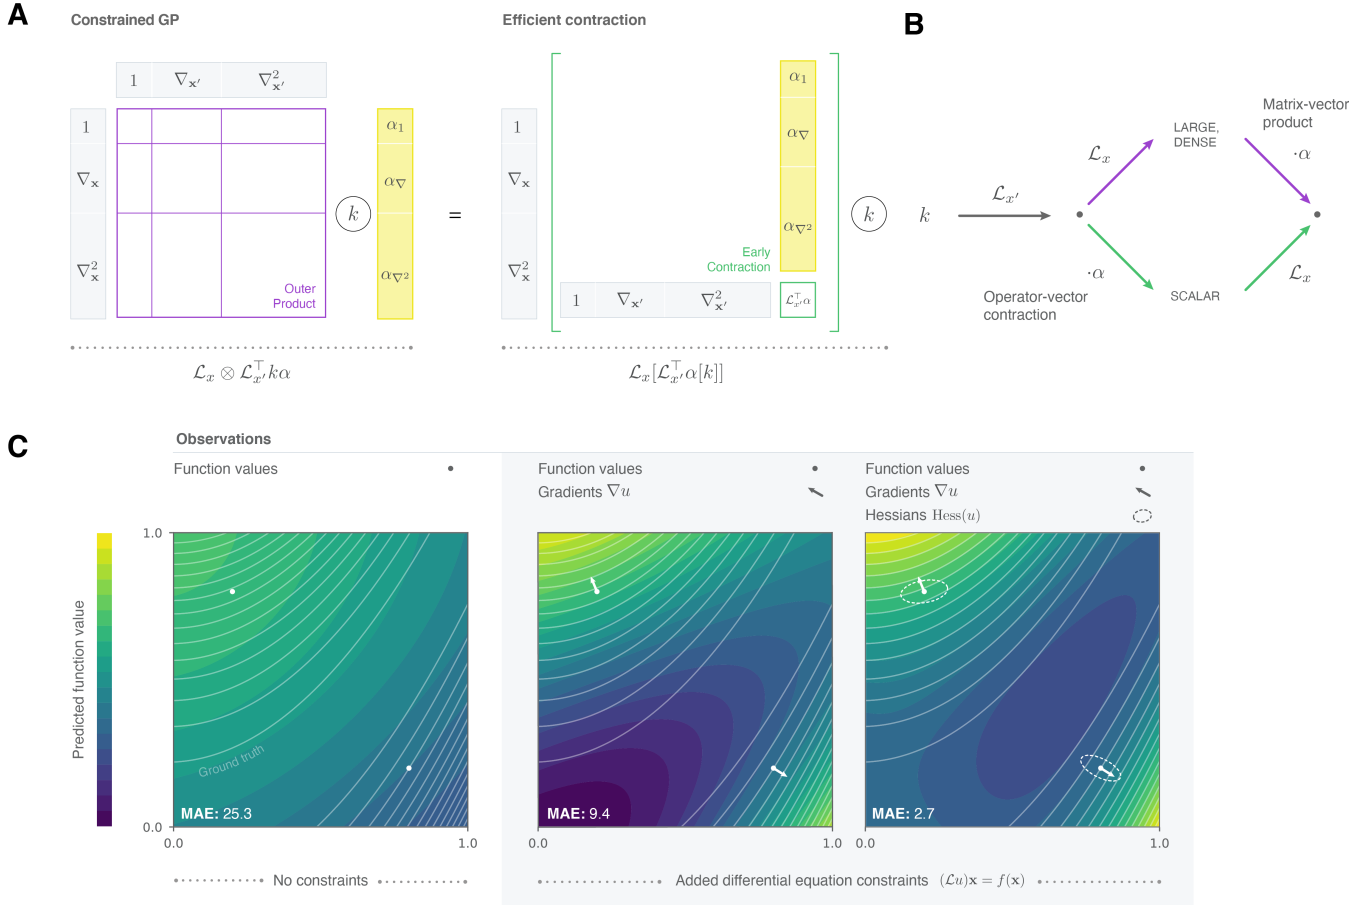 A
Constrained GP
Efficient contraction
B
1 ∇x′ ∇²x′
1
∇x
∇²x
Outer
Product
k
α₁
α∇
α∇²
=
1
∇x
∇²x
α₁
α∇
α∇²
Early
Contraction
1 ∇x′ ∇²x′
ℒ⊤x′α
k
ℒx ⊗ ℒ⊤x′kα
ℒx[ℒ⊤x′α[k]]
k
ℒx′
ℒx
LARGE,
DENSE
Matrix-vector
product
·α
·α
Operator-vector
contraction
SCALAR
ℒx
C
Observations
Function values
Function values
Gradients ∇u
Function values
Gradients ∇u
Hessians Hess(u)
Predicted function value
1.0
0.0
Ground truth
MAE: 25.3
MAE: 9.4
MAE: 2.7
0.0 1.0
0.0 1.0
0.0 1.0
No constraints
Added differential equation constraints (ℒu)x = f(x)